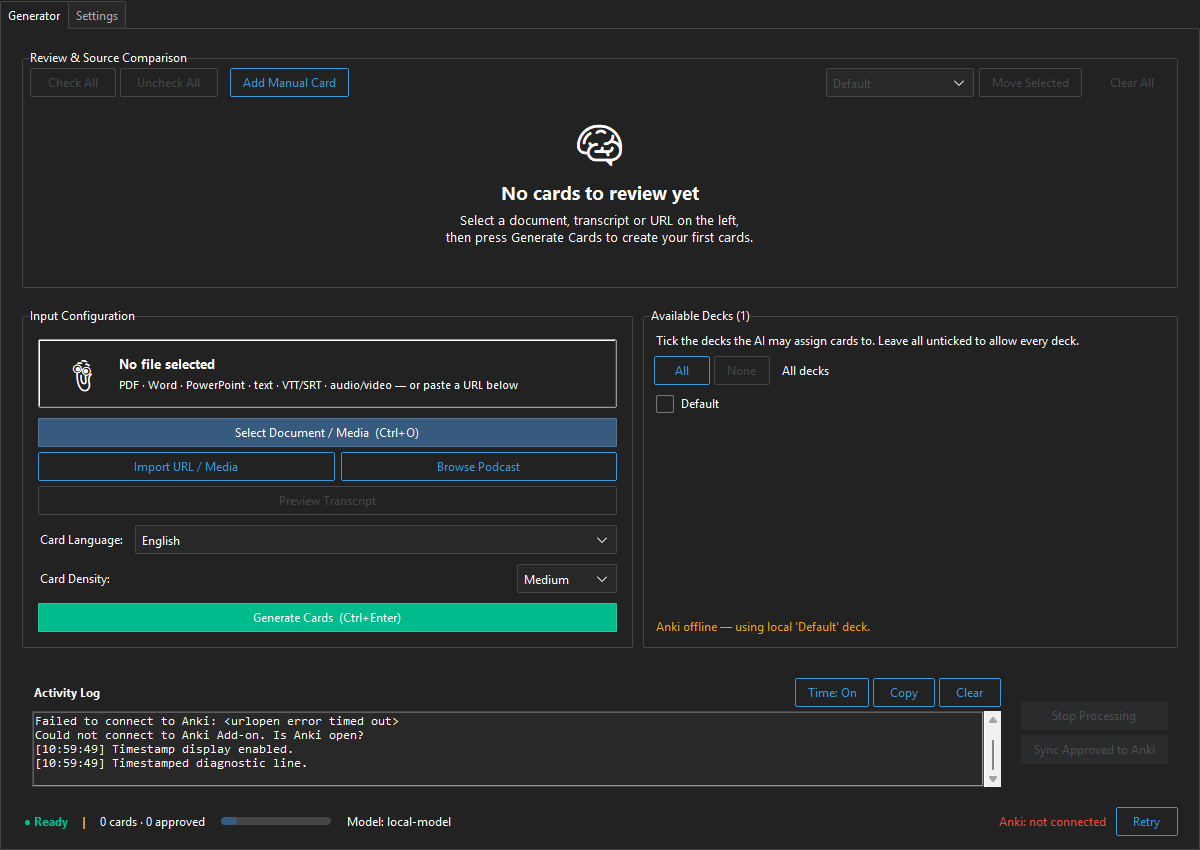 Generator Settings
Review & Source Comparison
Check All Uncheck All Add Manual Card Default Move Selected Clear All
No cards to review yet
Select a document, transcript or URL on the left,
then press Generate Cards to create your first cards.
Input Configuration
No file selected
PDF · Word · PowerPoint · text · VTT/SRT · audio/video — or paste a URL below
Select Document / Media (Ctrl+O)
Import URL / Media Browse Podcast
Preview Transcript
Card Language: English
Card Density: Medium
Generate Cards (Ctrl+Enter)
Available Decks (1)
Tick the decks the AI may assign cards to. Leave all unticked to allow every deck.
All None All decks
Default
Anki offline — using local 'Default' deck.
Activity Log Time: On Copy Clear
Failed to connect to Anki: <urlopen error timed out>
Could not connect to Anki Add-on. Is Anki open?
[10:59:49] Timestamp display enabled.
[10:59:49] Timestamped diagnostic line.
Stop Processing
Sync Approved to Anki
● Ready | 0 cards · 0 approved Model: local-model Anki: not connected Retry